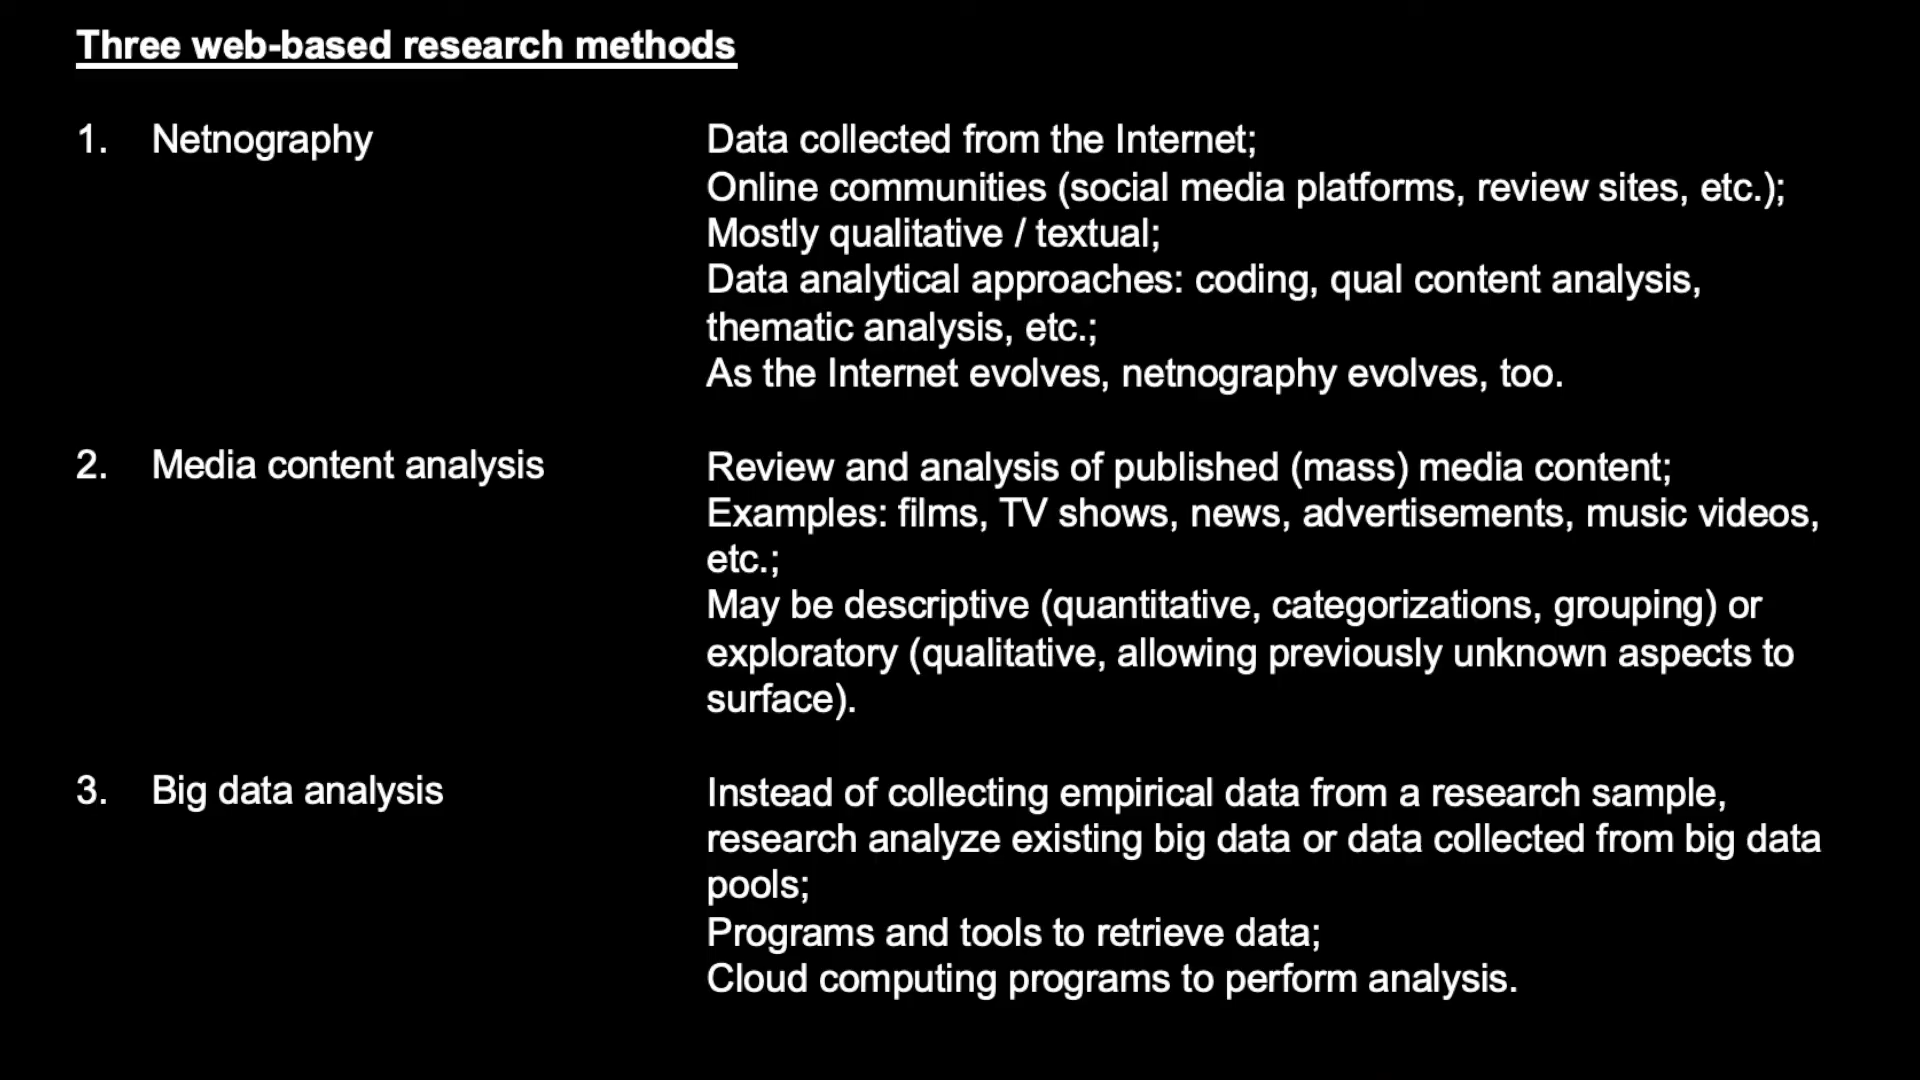 Three web-based research methods
1. Netnography
Data collected from the Internet;
Online communities (social media platforms, review sites, etc.);
Mostly qualitative / textual;
Data analytical approaches: coding, qual content analysis,
thematic analysis, etc.;
As the Internet evolves, netnography evolves, too.
2. Media content analysis
Review and analysis of published (mass) media content;
Examples: films, TV shows, news, advertisements, music videos,
etc.;
May be descriptive (quantitative, categorizations, grouping) or
exploratory (qualitative, allowing previously unknown aspects to
surface).
3. Big data analysis
Instead of collecting empirical data from a research sample,
research analyze existing big data or data collected from big data
pools;
Programs and tools to retrieve data;
Cloud computing programs to perform analysis.